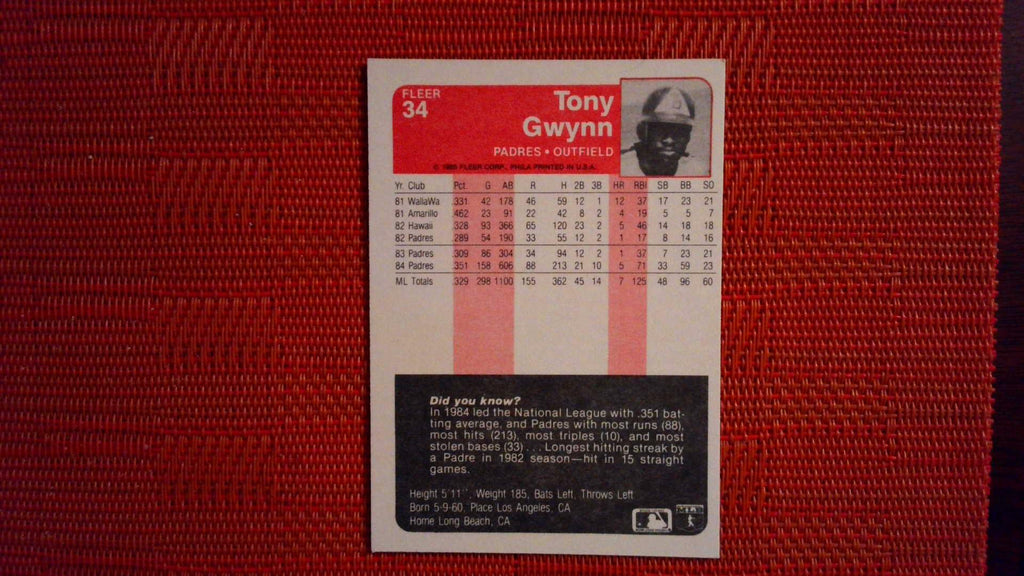 FLEER
34
Tony
Gwynn
PADRES • OUTFIELD
© 1985 FLEER CORP., PHILA PRINTED IN U.S.A.
Yr. Club Pct. G AB R H 2B 3B HR RBI SB BB SO
81 WallaWa .331 42 178 46 59 12 1 12 37 17 23 21
81 Amarillo .462 23 91 22 42 8 2 4 19 5 5 7
82 Hawaii .328 93 366 65 120 23 2 5 46 14 18 18
82 Padres .289 54 190 33 55 12 2 1 17 8 14 16
83 Padres .309 86 304 34 94 12 2 1 37 7 23 21
84 Padres .351 158 606 88 213 21 10 5 71 33 59 23
ML Totals .329 298 1100 155 362 45 14 7 125 48 96 60
Did you know?
In 1984 led the National League with .351 bat-
ting average, and Padres with most runs (88),
most hits (213), most triples (10), and most
stolen bases (33) . . . Longest hitting streak by
a Padre in 1982 season—hit in 15 straight
games.
Height 5'11'', Weight 185, Bats Left, Throws Left
Born 5-9-60, Place Los Angeles, CA
Home Long Beach, CA